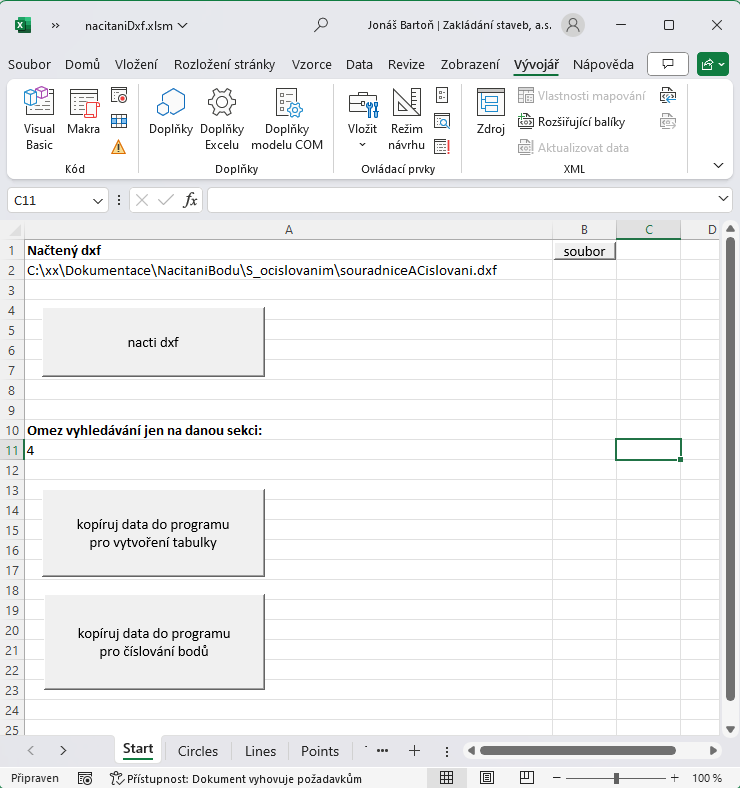 » nacitaniDxf.xlsm Jonáš Bartoň | Zakládání staveb, a.s.
Soubor Domů Vložení Rozložení stránky Vzorce Data Revize Zobrazení Vývojář Nápověda
Visual Basic
Makra
Kód
Doplňky
Doplňky Excelu
Doplňky modelu COM
Doplňky
Vložit
Režim návrhu
Ovládací prvky
Zdroj
Vlastnosti mapování
Rozšiřující balíky
Aktualizovat data
XML
C11 fx
A B C D
1 Načtený dxf soubor
2 C:\xx\Dokumentace\NacitaniBodu\S_ocislovanim\souradniceACislovani.dxf
3
4
5
nacti dxf
6
7
8
9
10 Omez vyhledávání jen na danou sekci:
11 4
12
13
14
kopíruj data do programu
15
pro vytvoření tabulky
16
17
18
19
20
kopíruj data do programu
21
pro číslování bodů
22
23
24
25
Start Circles Lines Points ... +
Připraven Přístupnost: Dokument vyhovuje požadavkům − + 100 %